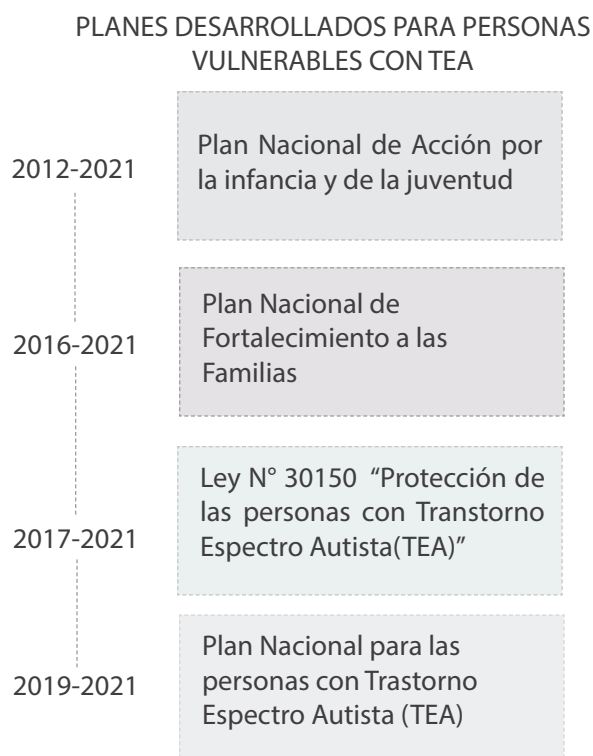 PLANES DESARROLLADOS PARA PERSONAS
VULNERABLES CON TEA
2012-2021
Plan Nacional de Acción por
la infancia y de la juventud
2016-2021
Plan Nacional de
Fortalecimiento a las
Familias
2017-2021
Ley N° 30150 “Protección de
las personas con Transtorno
Espectro Autista(TEA)”
2019-2021
Plan Nacional para las
personas con Trastorno
Espectro Autista (TEA)